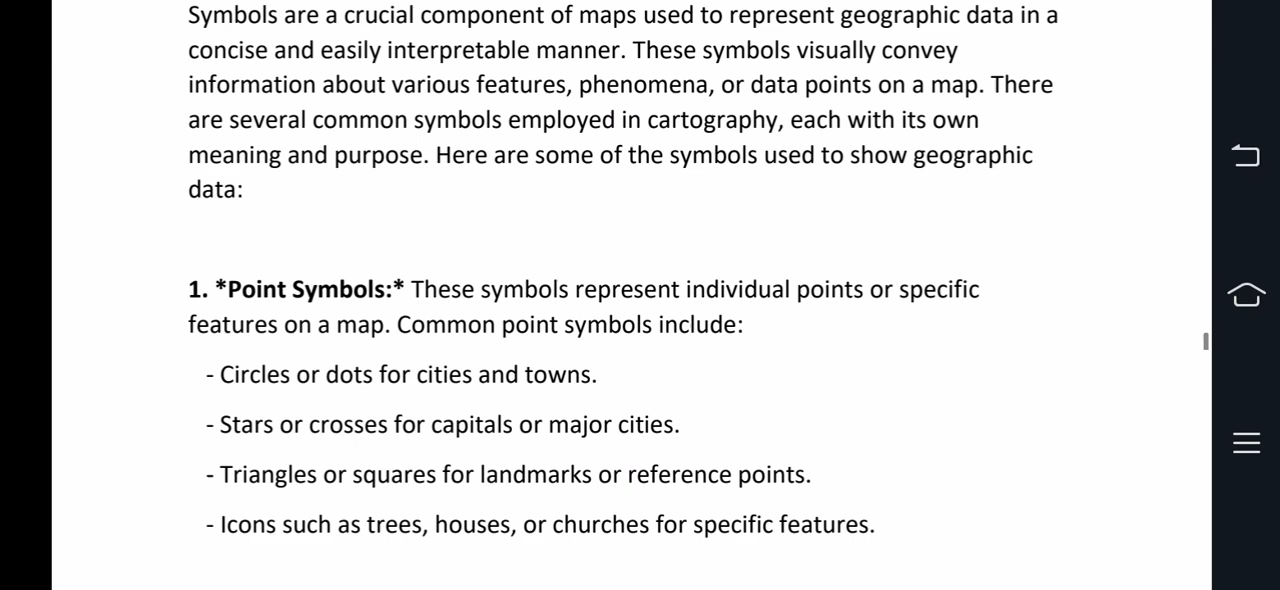 Symbols are a crucial component of maps used to represent geographic data in a
concise and easily interpretable manner. These symbols visually convey
information about various features, phenomena, or data points on a map. There
are several common symbols employed in cartography, each with its own
meaning and purpose. Here are some of the symbols used to show geographic
data:
1. *Point Symbols:* These symbols represent individual points or specific
features on a map. Common point symbols include:
- Circles or dots for cities and towns.
- Stars or crosses for capitals or major cities.
- Triangles or squares for landmarks or reference points.
- Icons such as trees, houses, or churches for specific features.